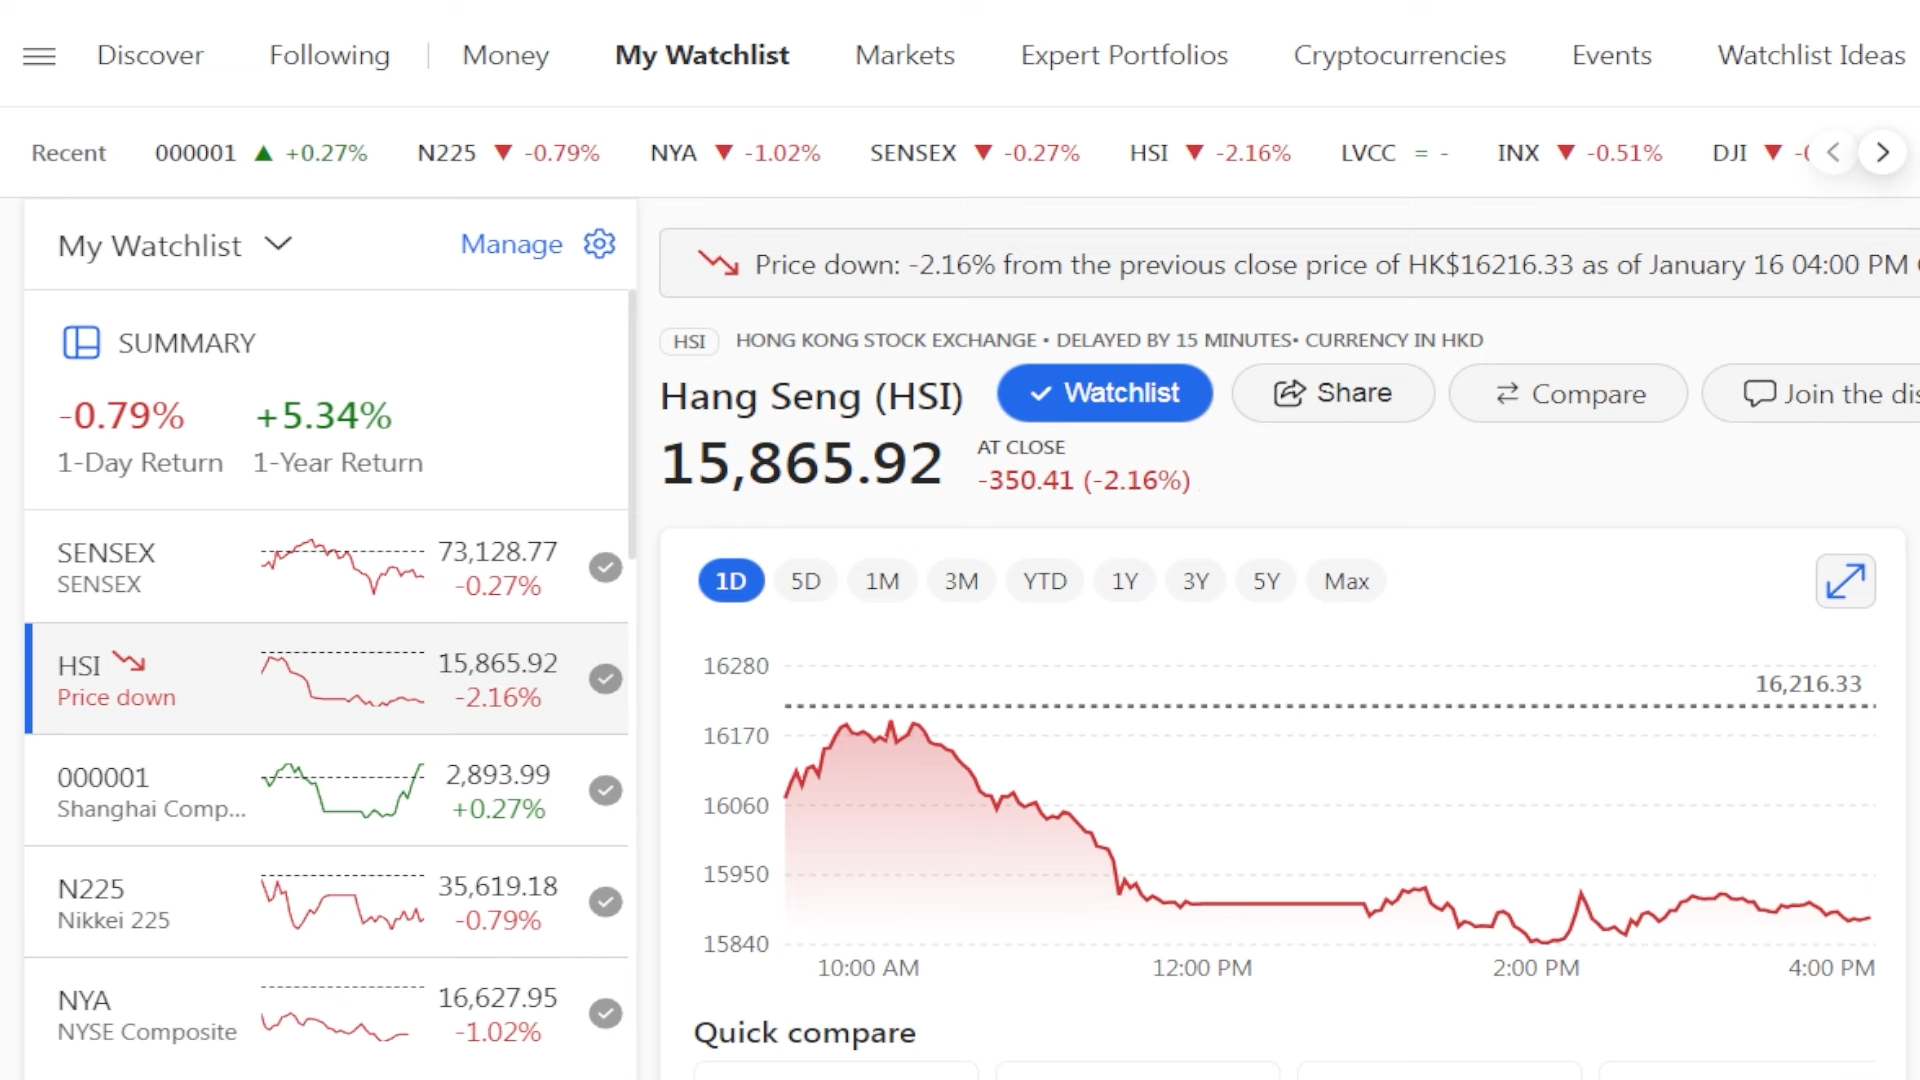 Discover Following Money My Watchlist Markets Expert Portfolios Cryptocurrencies Events Watchlist Ideas
Recent 000001 ▲ +0.27% N225 ▼ -0.79% NYA ▼ -1.02% SENSEX ▼ -0.27% HSI ▼ -2.16% LVCC = - INX ▼ -0.51% DJI ▼
My Watchlist
Manage
SUMMARY
-0.79% +5.34%
1-Day Return 1-Year Return
SENSEX 73,128.77
SENSEX -0.27%
HSI 15,865.92
Price down -2.16%
000001 2,893.99
Shanghai Comp... +0.27%
N225 35,619.18
Nikkei 225 -0.79%
NYA 16,627.95
NYSE Composite -1.02%
Price down: -2.16% from the previous close price of HK$16216.33 as of January 16 04:00 PM
HSI HONG KONG STOCK EXCHANGE • DELAYED BY 15 MINUTES• CURRENCY IN HKD
Hang Seng (HSI) Watchlist Share Compare Join the
15,865.92 AT CLOSE
-350.41 (-2.16%)
1D 5D 1M 3M YTD 1Y 3Y 5Y Max
16280
16,216.33
16170
16060
15950
15840
10:00 AM 12:00 PM 2:00 PM 4:00 PM
Quick compare